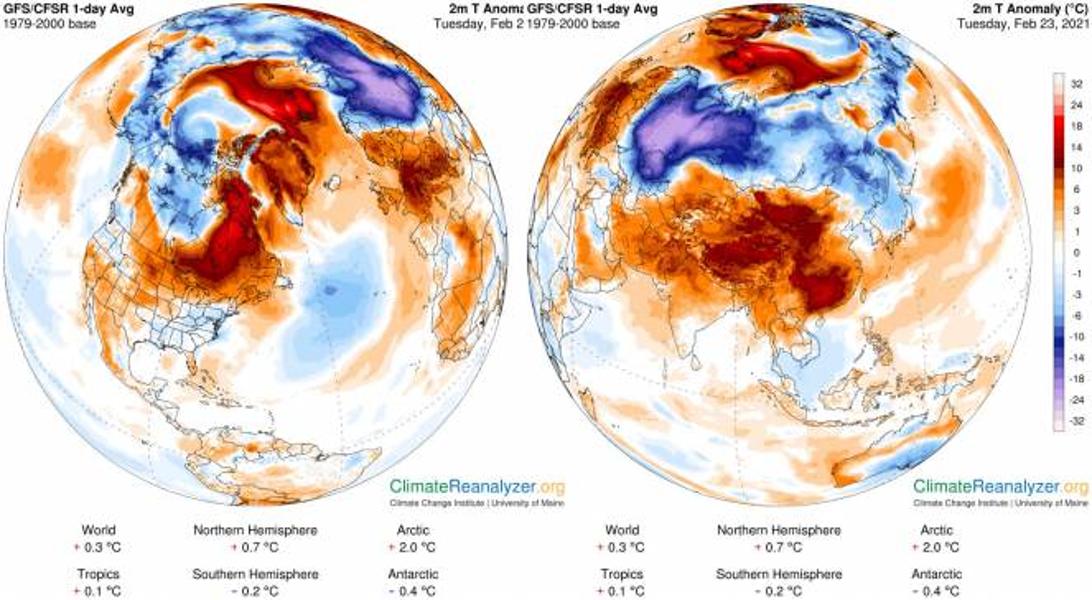 GFS/CFSR 1-day Avg
1979-2000 base
2m T Anoma
Tuesday, Feb 2
GFS/CFSR 1-day Avg
1979-2000 base
2m T Anomaly (°C)
Tuesday, Feb 23, 2021
32
24
18
14
10
6
3
1
0
-1
-3
-6
-10
-14
-18
-24
-32
ClimateReanalyzer.org
Climate Change Institute | University of Maine
ClimateReanalyzer.org
Climate Change Institute | University of Maine
World
+ 0.3 °C
Northern Hemisphere
+ 0.7 °C
Arctic
+ 2.0 °C
Tropics
+ 0.1 °C
Southern Hemisphere
- 0.2 °C
Antarctic
- 0.4 °C
World
+ 0.3 °C
Northern Hemisphere
+ 0.7 °C
Arctic
+ 2.0 °C
Tropics
+ 0.1 °C
Southern Hemisphere
- 0.2 °C
Antarctic
- 0.4 °C